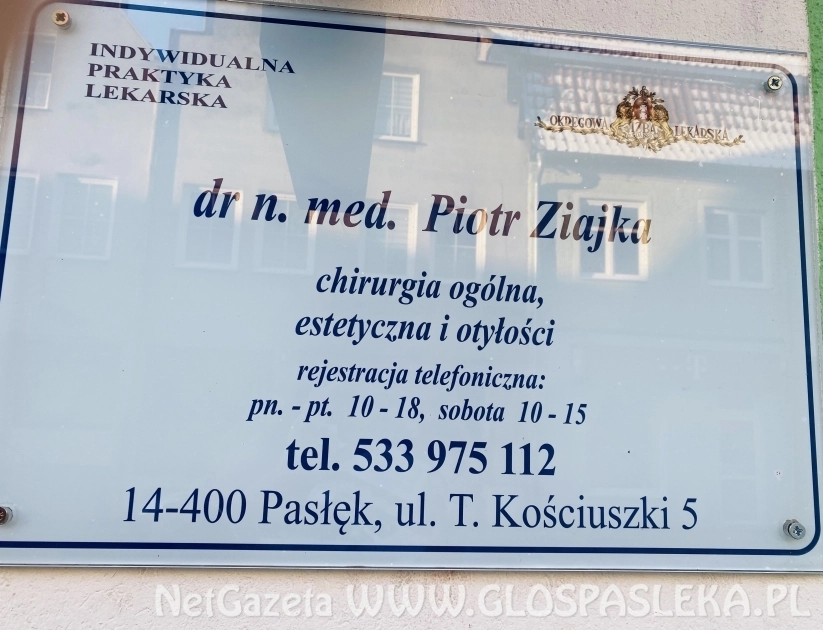 INDYWIDUALNA
PRAKTYKA
LEKARSKA
OKRĘGOWA IZBA LEKARSKA
dr n. med. Piotr Ziajka
chirurgia ogólna,
estetyczna i otyłości
rejestracja telefoniczna:
pn. - pt. 10 - 18, sobota 10 - 15
tel. 533 975 112
14-400 Pasłęk, ul. T. Kościuszki 5
NetGazeta WWW.GLOSPASLEKA.PL